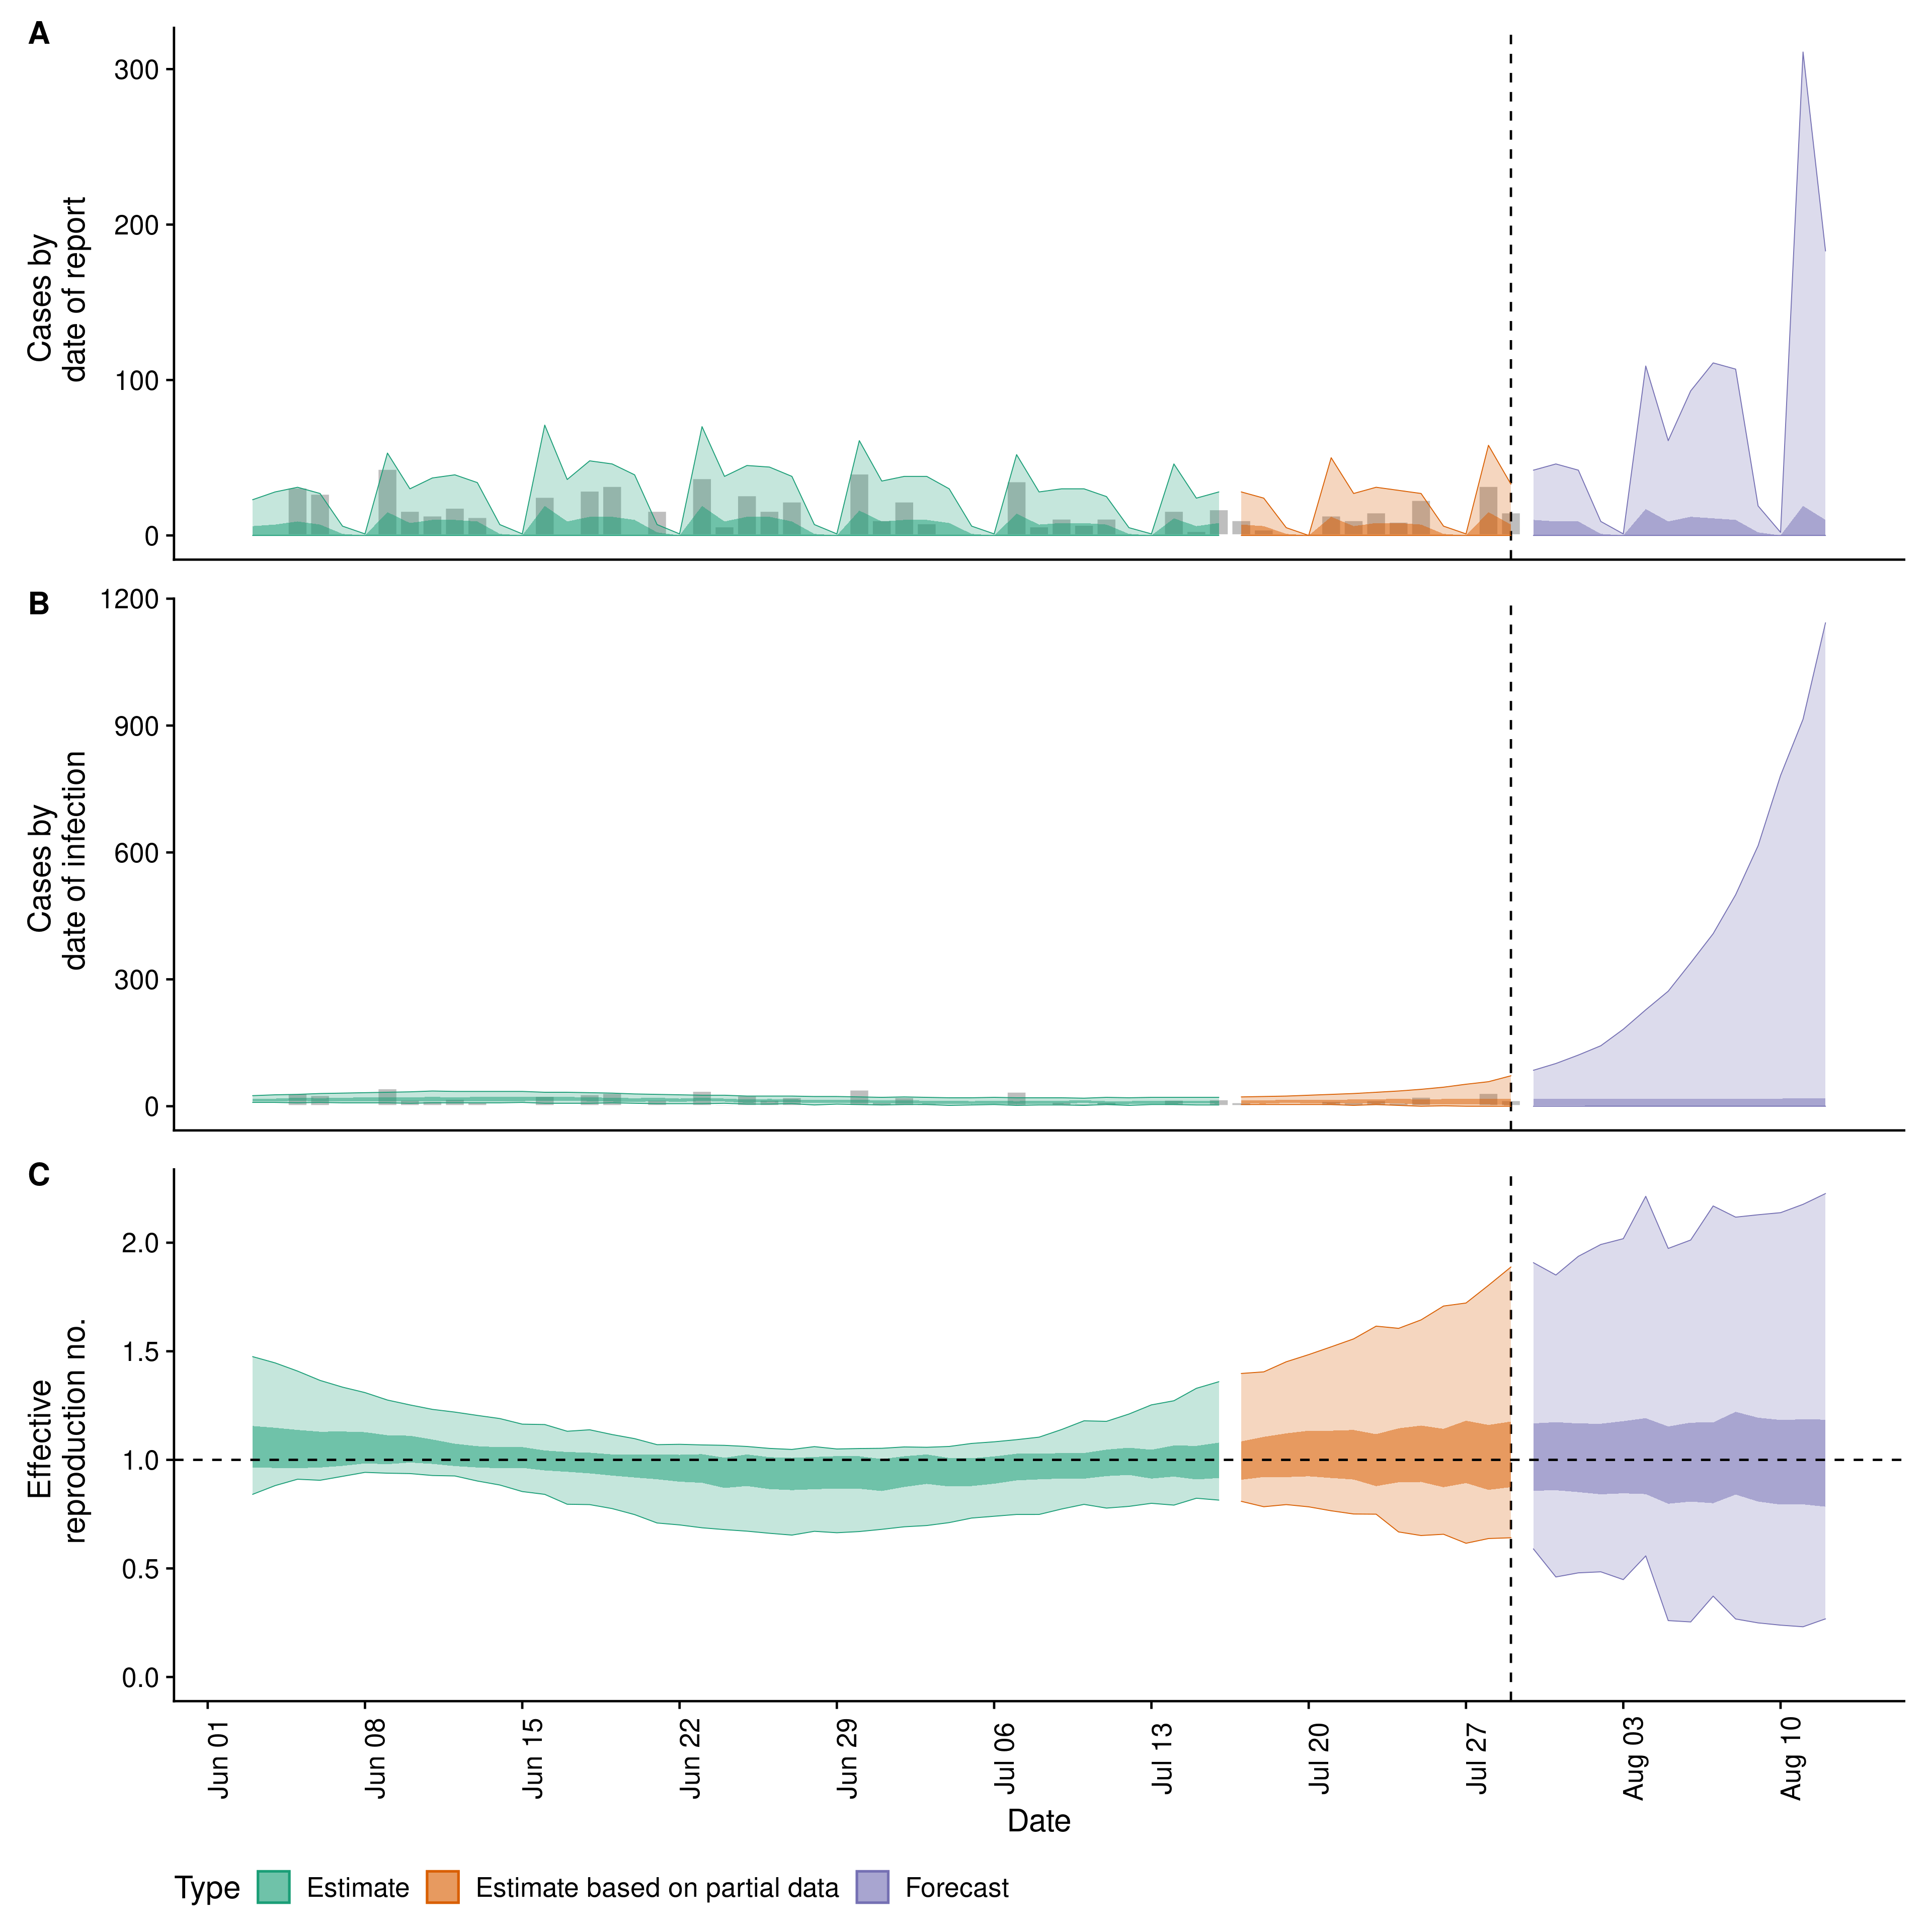 A
300
200
100
0
Cases by
date of report
B
1200
900
600
300
0
Cases by
date of infection
C
2.0
1.5
1.0
0.5
0.0
Effective
reproduction no.
Jun 01
Jun 08
Jun 15
Jun 22
Jun 29
Jul 06
Jul 13
Jul 20
Jul 27
Aug 03
Aug 10
Date
Type Estimate Estimate based on partial data Forecast